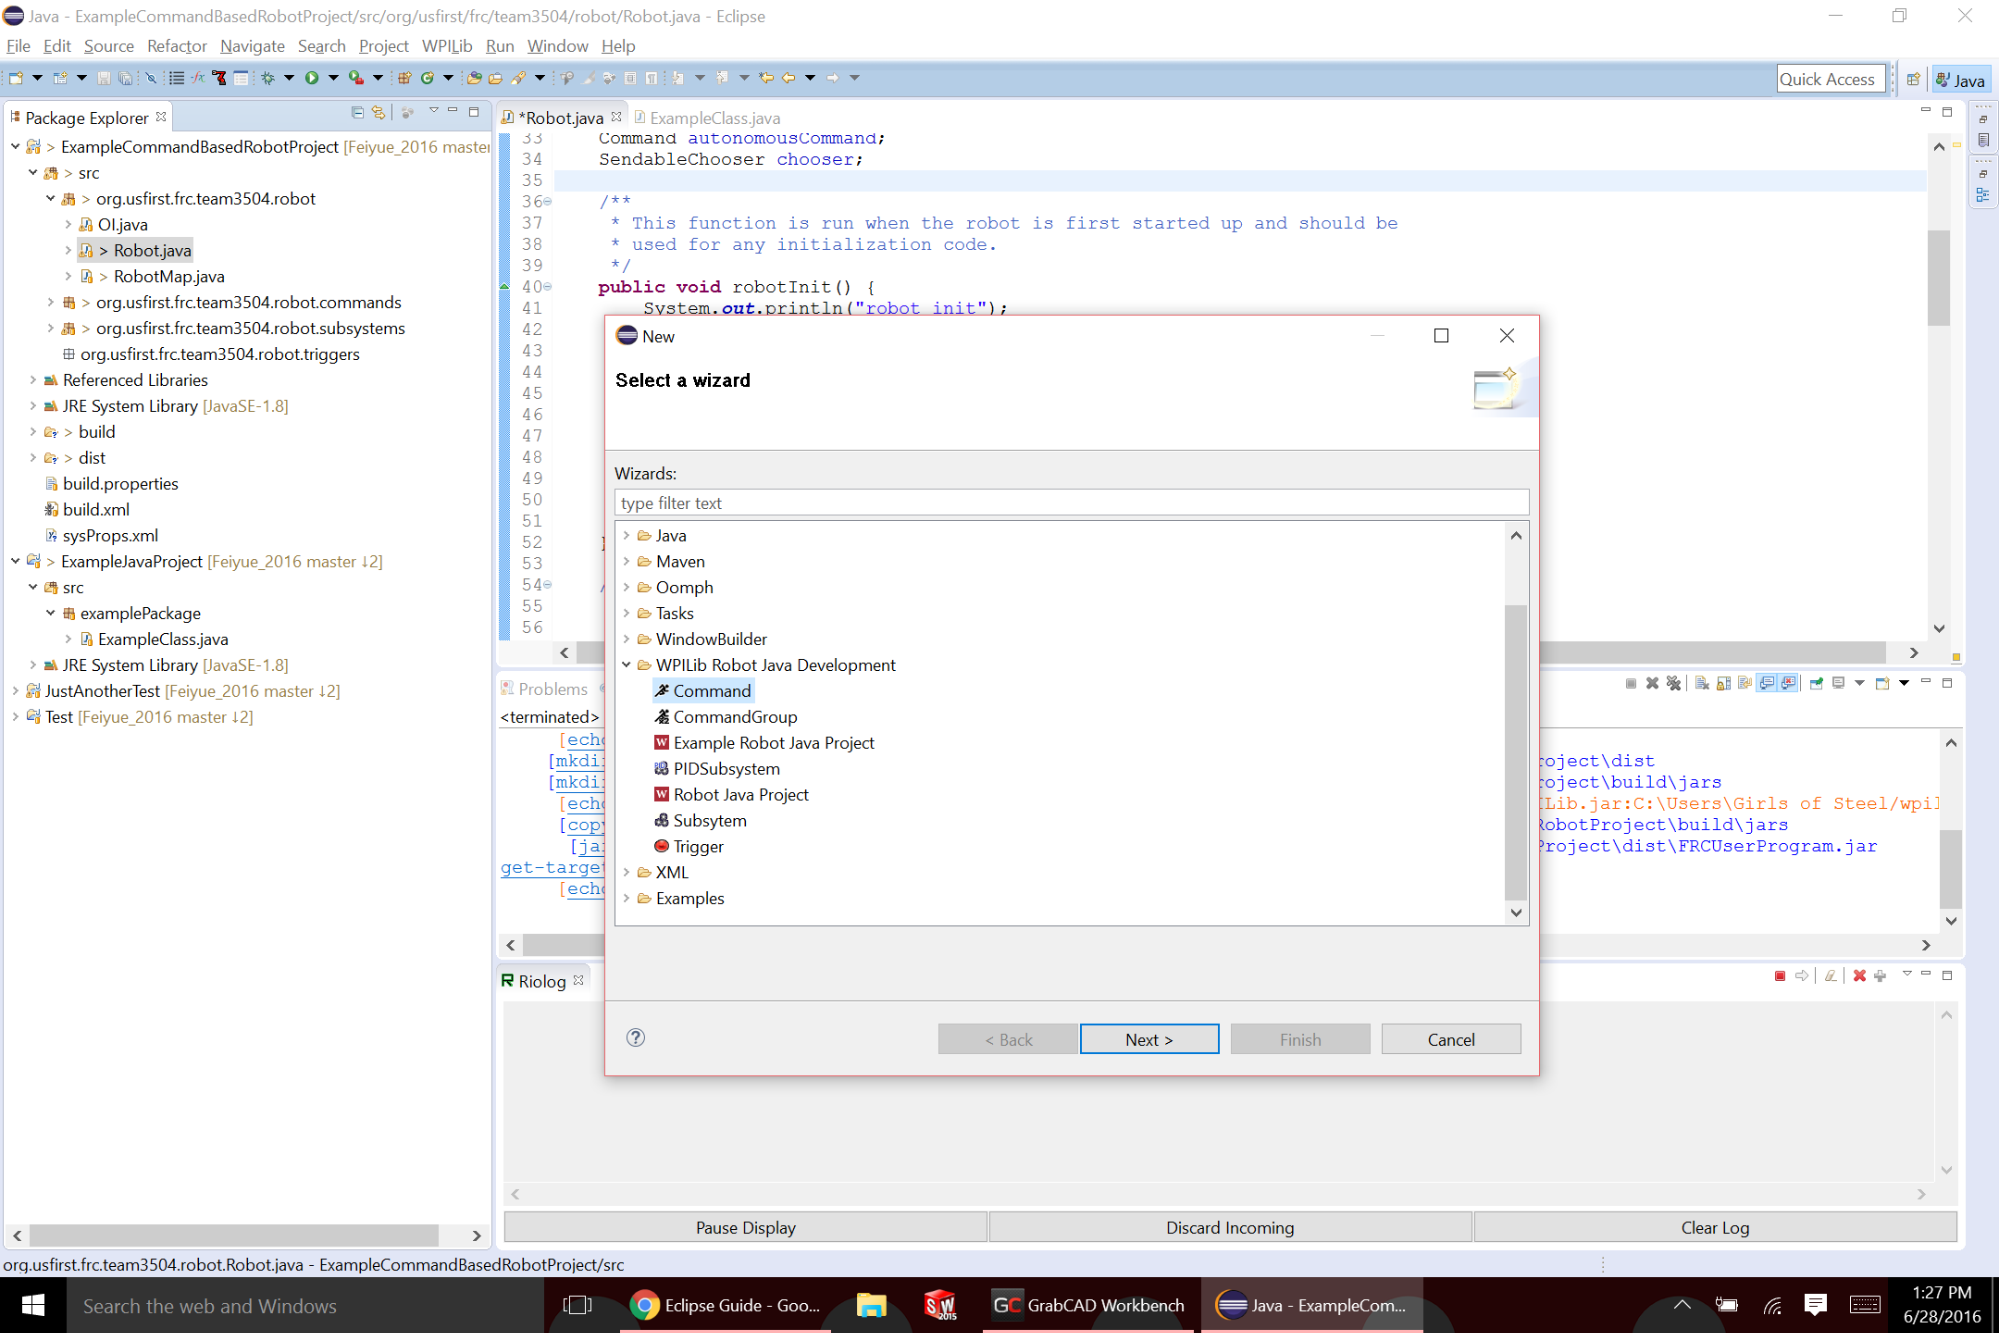 Java - ExampleCommandBasedRobotProject/src/org/usfirst/frc/team3504/robot/Robot.java - Eclipse
File Edit Source Refactor Navigate Search Project WPILib Run Window Help
Quick Access
Java
Package Explorer
> ExampleCommandBasedRobotProject [Feiyue_2016 master
> src
> org.usfirst.frc.team3504.robot
OI.java
> Robot.java
> RobotMap.java
> org.usfirst.frc.team3504.robot.commands
> org.usfirst.frc.team3504.robot.subsystems
org.usfirst.frc.team3504.robot.triggers
Referenced Libraries
JRE System Library [JavaSE-1.8]
> build
> dist
build.properties
build.xml
sysProps.xml
> ExampleJavaProject [Feiyue_2016 master ↓2]
src
examplePackage
ExampleClass.java
JRE System Library [JavaSE-1.8]
JustAnotherTest [Feiyue_2016 master ↓2]
Test [Feiyue_2016 master ↓2]
*Robot.java
ExampleClass.java
33 Command autonomousCommand;
34 SendableChooser chooser;
35
36 /**
37 * This function is run when the robot is first started up and should be
38 * used for any initialization code.
39 */
40 public void robotInit() {
41 System.out.println("robot init");
42
43
44
45
46
47
48
49
50
51
52
53
54
55
56
New
Select a wizard
Wizards:
type filter text
Java
Maven
Oomph
Tasks
WindowBuilder
WPILib Robot Java Development
Command
CommandGroup
Example Robot Java Project
PIDSubsystem
Robot Java Project
Subsytem
Trigger
XML
Examples
< Back
Next >
Finish
Cancel
Problems
<terminated>
[echo
[mkdi
oject\dist
[mkdi
oject\build\jars
[echo
Lib.jar:C:\Users\Girls of Steel/wpil
[copy
RobotProject\build\jars
[ja
Project\dist\FRCUserProgram.jar
get-target
[echo
Riolog
Pause Display
Discard Incoming
Clear Log
org.usfirst.frc.team3504.robot.Robot.java - ExampleCommandBasedRobotProject/src
Search the web and Windows
Eclipse Guide - Goo...
SW 2015
GC GrabCAD Workbench
Java - ExampleCom...
1:27 PM
6/28/2016